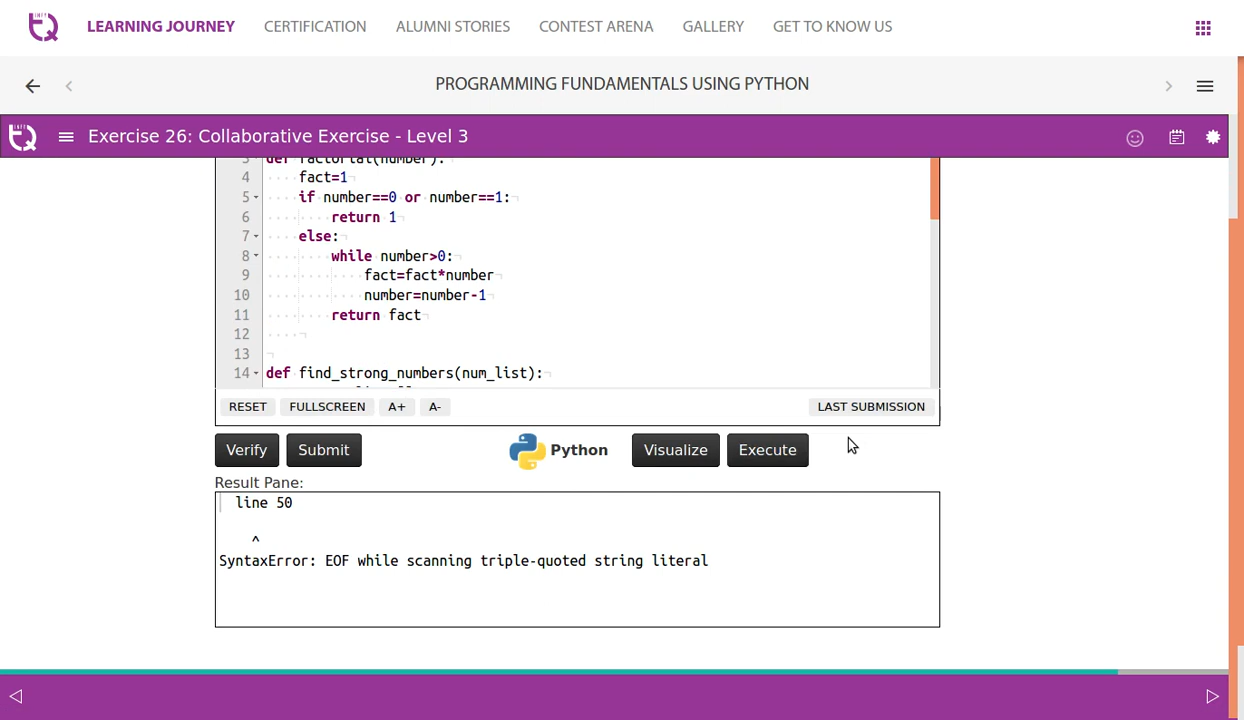 LEARNING JOURNEY CERTIFICATION ALUMNI STORIES CONTEST ARENA GALLERY GET TO KNOW US
PROGRAMMING FUNDAMENTALS USING PYTHON
Exercise 26: Collaborative Exercise - Level 3
3 def factorial(number):
4 fact=1
5 if number==0 or number==1:
6 return 1
7 else:
8 while number>0:
9 fact=fact*number
10 number=number-1
11 return fact
12
13
14 def find_strong_numbers(num_list):
RESET FULLSCREEN A+ A- LAST SUBMISSION
Verify Submit Python Visualize Execute
Result Pane:
line 50
^
SyntaxError: EOF while scanning triple-quoted string literal